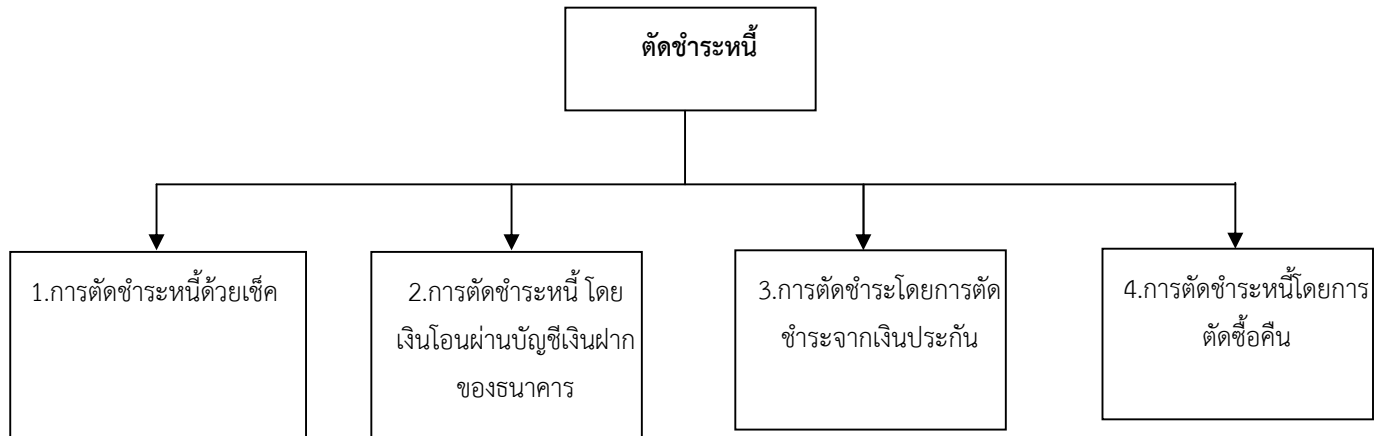 ตัดชำระหนี้
1.การตัดชำระหนี้ด้วยเช็ค
2.การตัดชำระหนี้ โดย
เงินโอนผ่านบัญชีเงินฝาก
ของธนาคาร
3.การตัดชำระโดยการตัด
ชำระจากเงินประกัน
4.การตัดชำระหนี้โดยการ
ตัดซื้อคืน